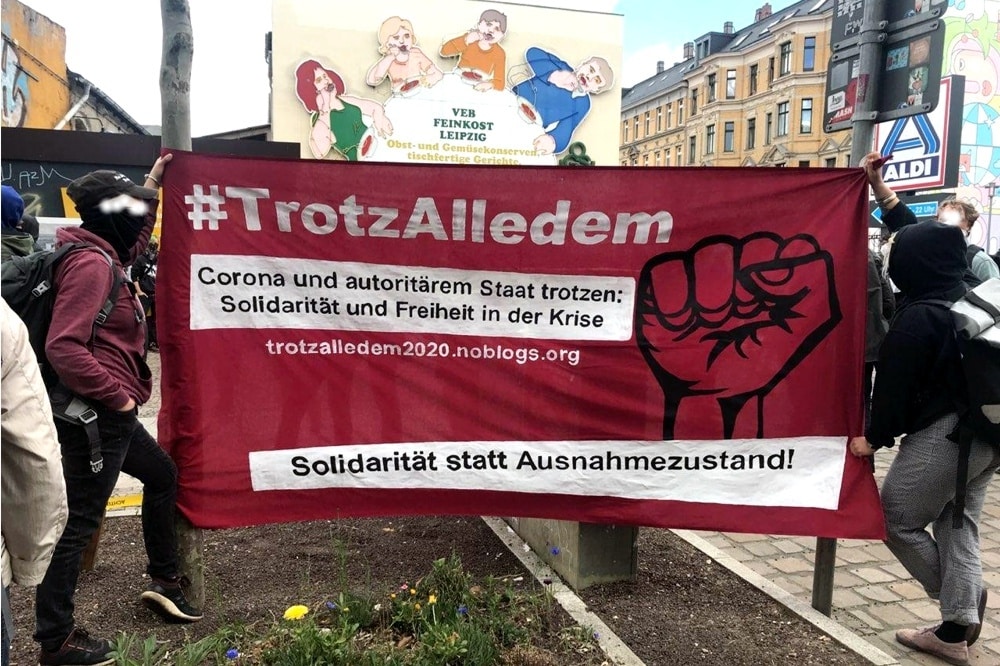 VEB
FEINKOST
LEIPZIG
Obst- und Gemüsekonserven,
tischfertige Gerichte
ALDI
#TrotzAlledem
Corona und autoritärem Staat trotzen:
Solidarität und Freiheit in der Krise
trotzalledem2020.noblogs.org
Solidarität statt Ausnahmezustand!